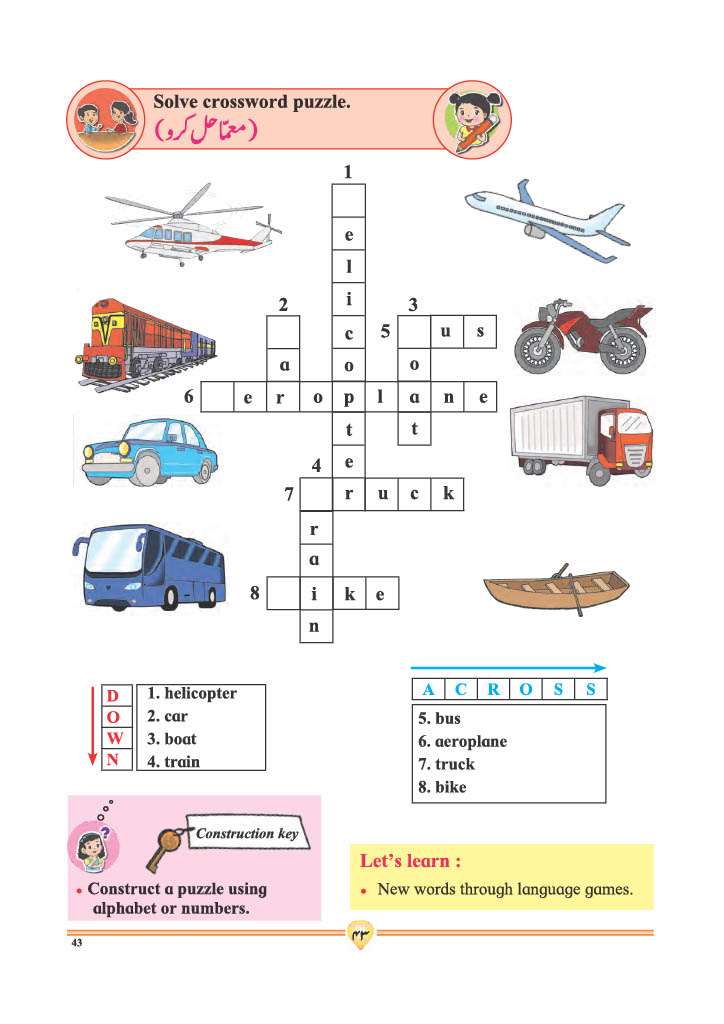 Solve crossword puzzle.
(معمّا حل کرو)
1
e
l
i
2 3
c 5 u s
a o o
6 e r o p l a n e
t t
4 e
7 r u c k
r
a
8 i k e
n
D
O
W
N
1. helicopter
2. car
3. boat
4. train
A C R O S S
5. bus
6. aeroplane
7. truck
8. bike
?
Construction key
• Construct a puzzle using
alphabet or numbers.
Let's learn :
• New words through language games.
43
۴۳